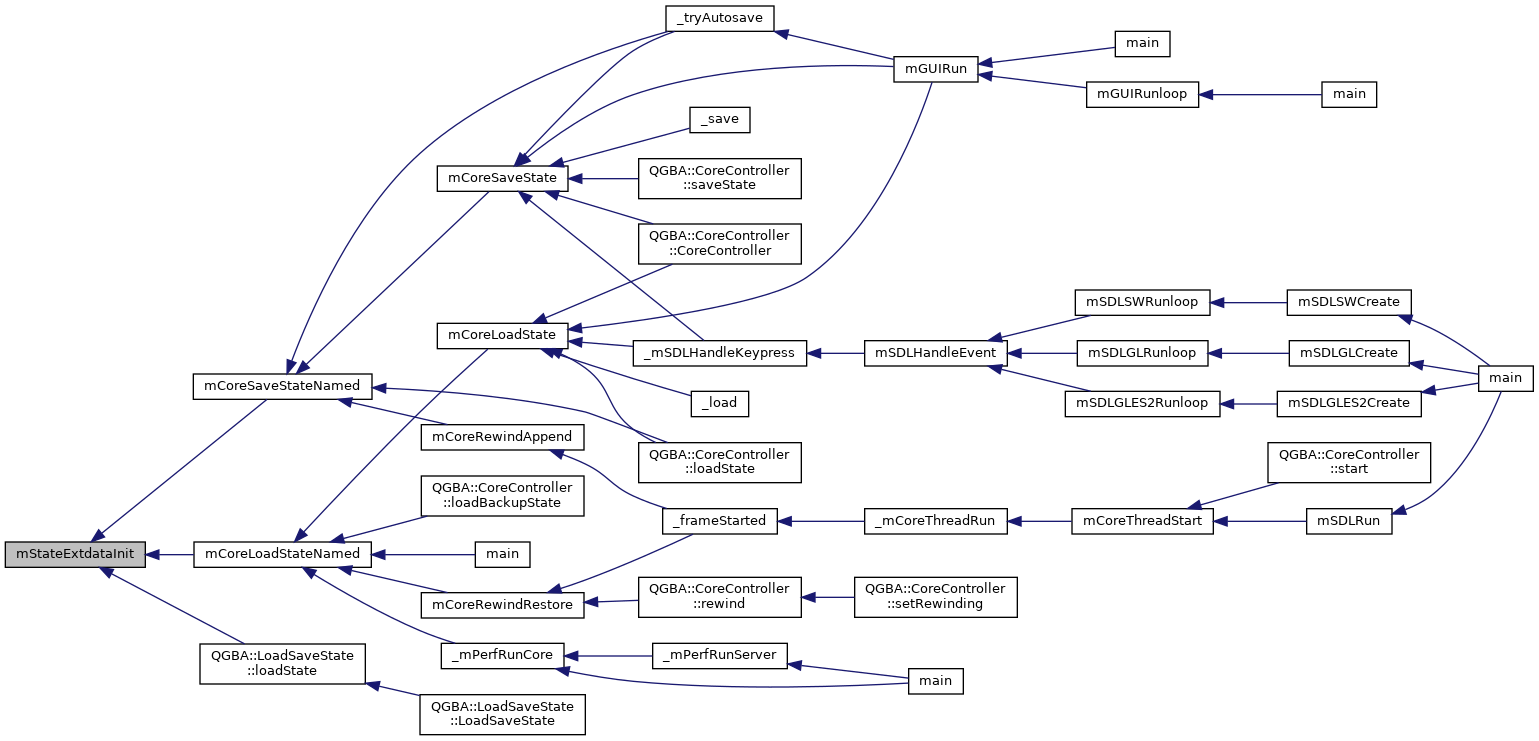 _tryAutosave
main
mGUIRun
mGUIRunloop
main
_save
mCoreSaveState
QGBA::CoreController
::saveState
QGBA::CoreController
::CoreController
mSDLSWRunloop
mSDLSWCreate
mCoreLoadState
_mSDLHandleKeypress
mSDLHandleEvent
mSDLGLRunloop
mSDLGLCreate
main
mCoreSaveStateNamed
_load
mSDLGLES2Runloop
mSDLGLES2Create
mCoreRewindAppend
QGBA::CoreController
::loadState
QGBA::CoreController
::start
QGBA::CoreController
::loadBackupState
_frameStarted
_mCoreThreadRun
mCoreThreadStart
mSDLRun
mStateExtdataInit
mCoreLoadStateNamed
main
mCoreRewindRestore
QGBA::CoreController
::rewind
QGBA::CoreController
::setRewinding
QGBA::LoadSaveState
::loadState
_mPerfRunCore
_mPerfRunServer
main
QGBA::LoadSaveState
::LoadSaveState